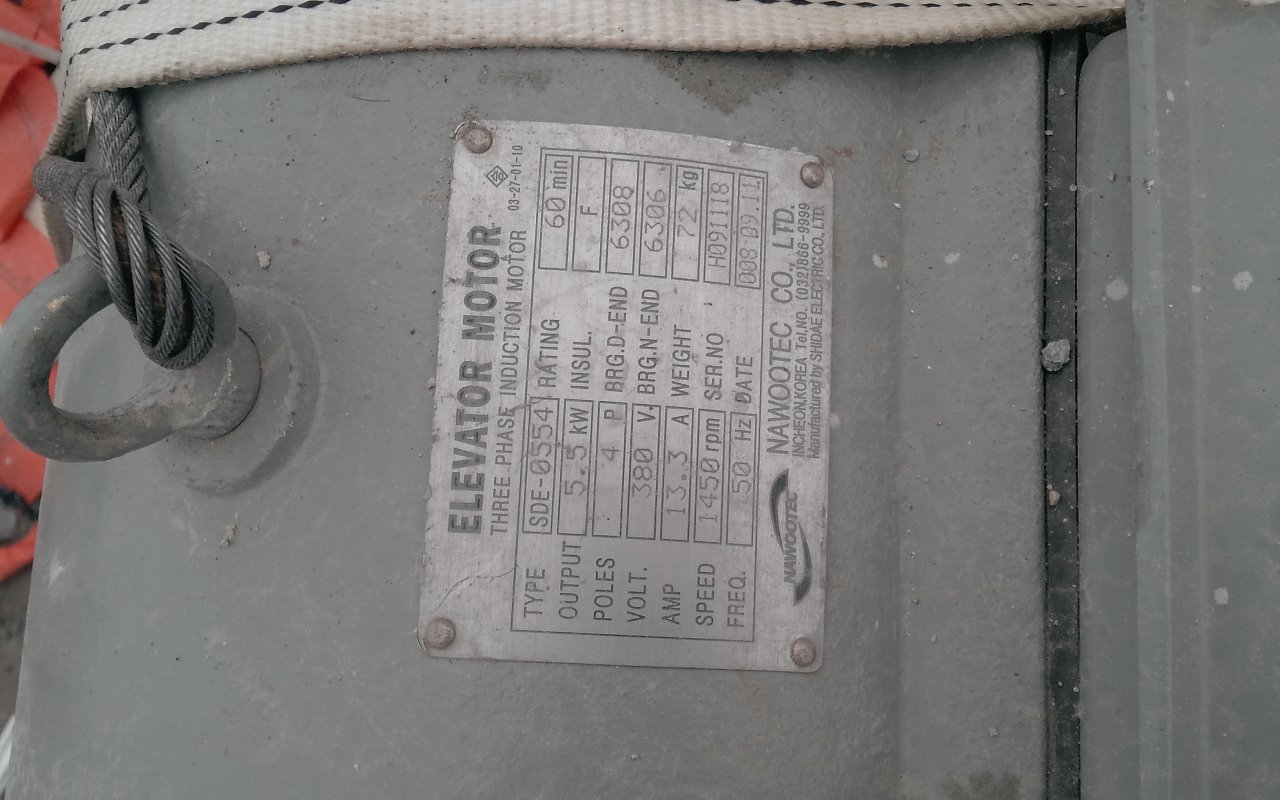 ELEVATOR MOTOR
THREE PHASE INDUCTION MOTOR 03-27-01-10
TYPE SDE-0554 RATING 60 min
OUTPUT 5.5 kW INSUL. F
POLES 4 P BRG.D-END 6308
VOLT. 380 V. BRG.N-END 6306
AMP 13.3 A WEIGHT 72 kg
SPEED 1450 rpm SER.NO H091118
FREQ. 50 Hz DATE 008 09.11
NAWOOTEC NAWOOTEC CO., LTD.
INCHEON,KOREA Tel,NO. (032)866-9999
Manufactured by SHIDAE ELECTRIC CO., LTD.